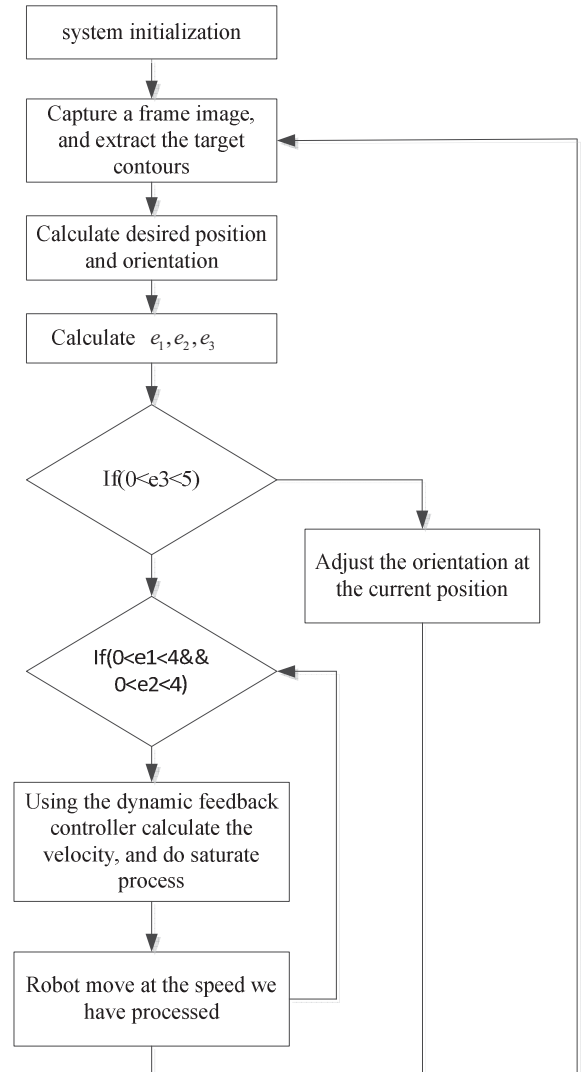 system initialization
Capture a frame image,
and extract the target
contours
Calculate desired position
and orientation
Calculate e1,e2,e3
If(0<e3<5)
Adjust the orientation at
the current position
If(0<e1<4&&
0<e2<4)
Using the dynamic feedback
controller calculate the
velocity, and do saturate
process
Robot move at the speed we
have processed